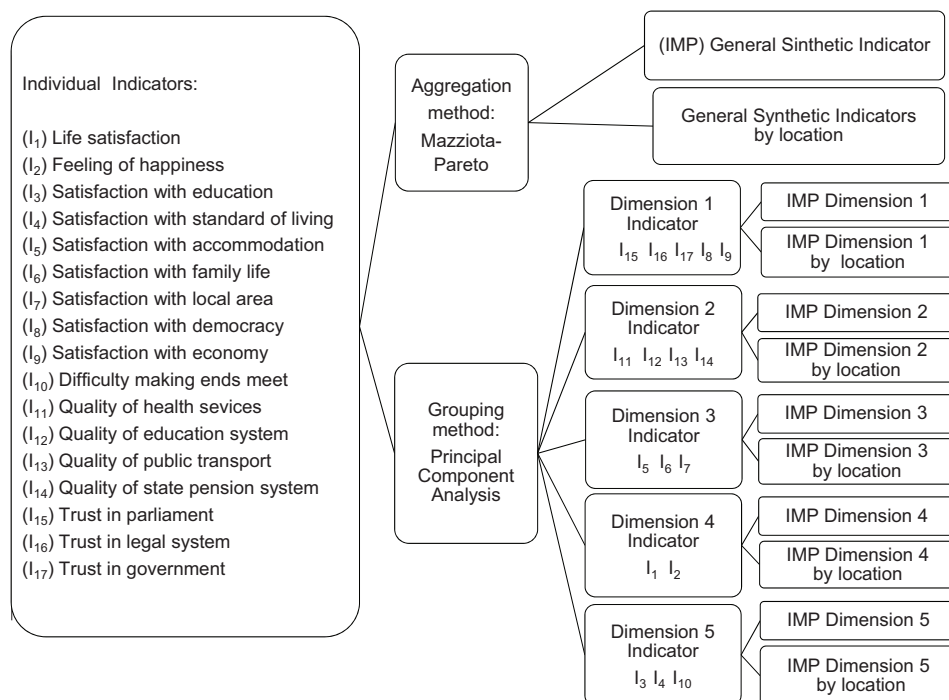 Individual Indicators:
(I₁) Life satisfaction
(I₂) Feeling of happiness
(I₃) Satisfaction with education
(I₄) Satisfaction with standard of living
(I₅) Satisfaction with accommodation
(I₆) Satisfaction with family life
(I₇) Satisfaction with local area
(I₈) Satisfaction with democracy
(I₉) Satisfaction with economy
(I₁₀) Difficulty making ends meet
(I₁₁) Quality of health sevices
(I₁₂) Quality of education system
(I₁₃) Quality of public transport
(I₁₄) Quality of state pension system
(I₁₅) Trust in parliament
(I₁₆) Trust in legal system
(I₁₇) Trust in government
Aggregation
method:
Mazziota-
Pareto
(IMP) General Sinthetic Indicator
General Synthetic Indicators
by location
Grouping
method:
Principal
Component
Analysis
Dimension 1
Indicator
I₁₅ I₁₆ I₁₇ I₈ I₉
IMP Dimension 1
IMP Dimension 1
by location
Dimension 2
Indicator
I₁₁ I₁₂ I₁₃ I₁₄
IMP Dimension 2
IMP Dimension 2
by location
Dimension 3
Indicator
I₅ I₆ I₇
IMP Dimension 3
IMP Dimension 3
by location
Dimension 4
Indicator
I₁ I₂
IMP Dimension 4
IMP Dimension 4
by location
Dimension 5
Indicator
I₃ I₄ I₁₀
IMP Dimension 5
IMP Dimension 5
by location